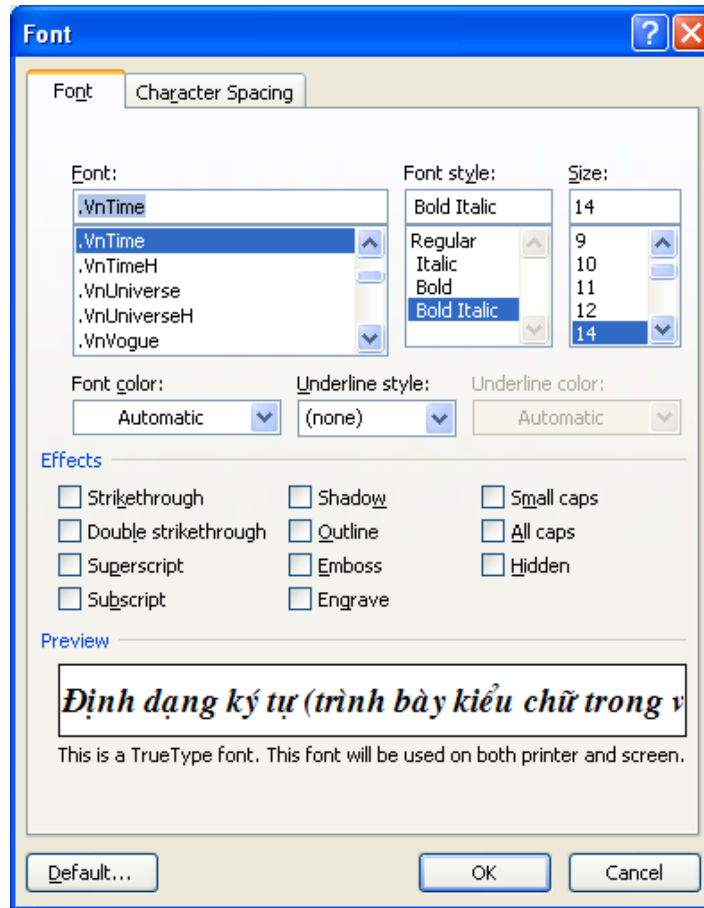 Font
Font Character Spacing
Font: Font style: Size:
.VnTime Bold Italic 14
.VnTime Regular 9
.VnTimeH Italic 10
.VnUniverse Bold 11
.VnUniverseH Bold Italic 12
.VnVogue 14
Font color: Underline style: Underline color:
Automatic (none) Automatic
Effects
Strikethrough Shadow Small caps
Double strikethrough Outline All caps
Superscript Emboss Hidden
Subscript Engrave
Preview
Định dạng ký tự (trình bày kiểu chữ trong v
This is a TrueType font. This font will be used on both printer and screen.
Default... OK Cancel